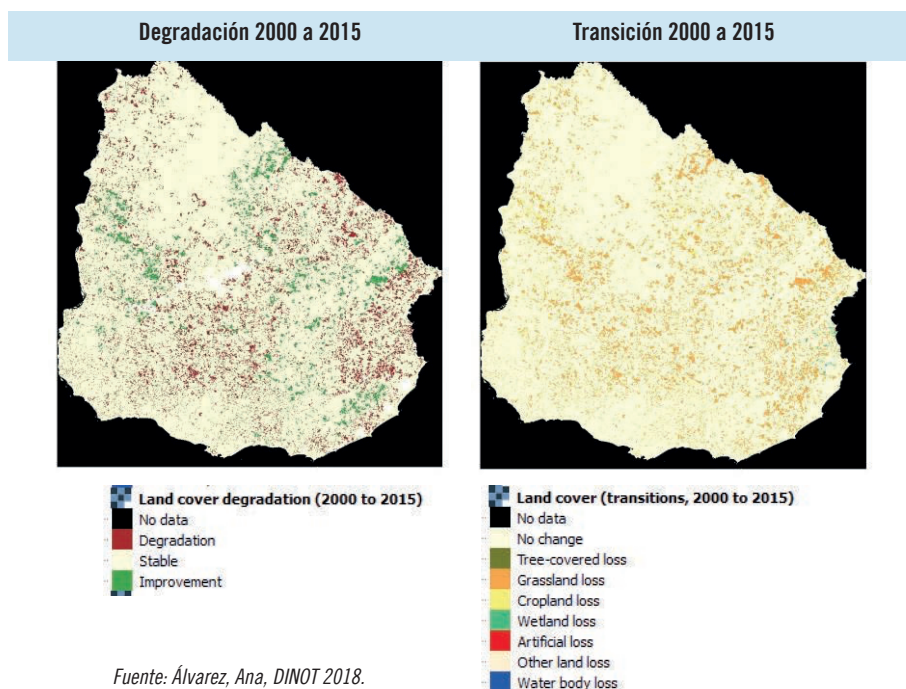 Degradación 2000 a 2015
Transición 2000 a 2015
Land cover degradation (2000 to 2015)
No data
Degradation
Stable
Improvement
Land cover (transitions, 2000 to 2015)
No data
No change
Tree-covered loss
Grassland loss
Cropland loss
Wetland loss
Artificial loss
Other land loss
Water body loss
Fuente: Álvarez, Ana, DINOT 2018.